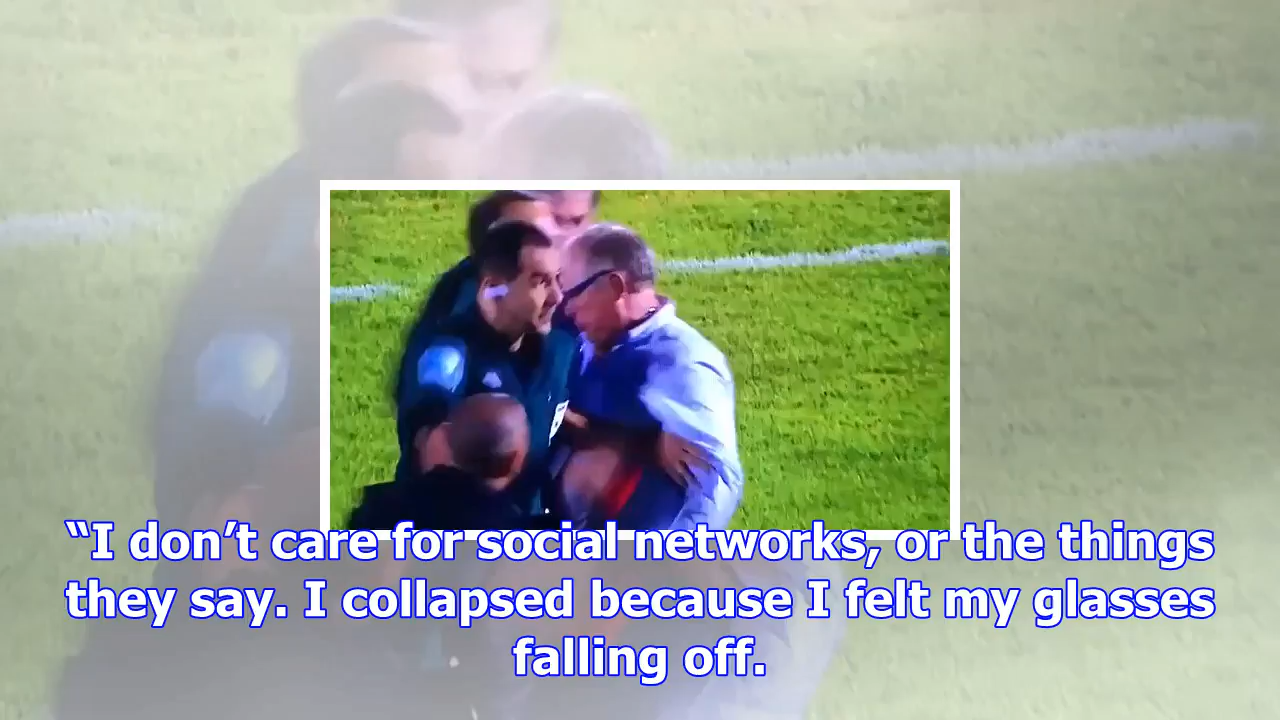 “I don’t care for social networks, or the things
they say. I collapsed because I felt my glasses
falling off.